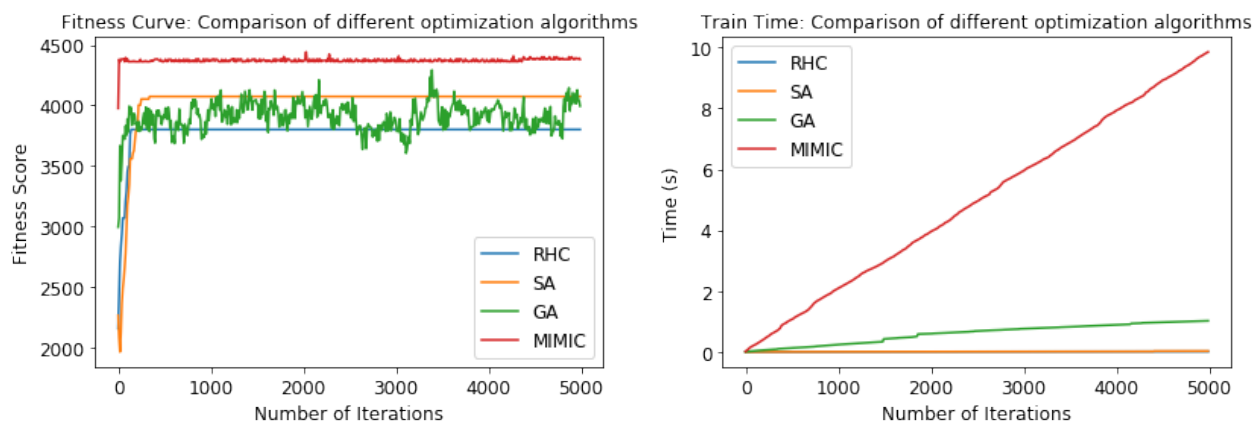 Fitness Curve: Comparison of different optimization algorithms
4500
4000
3500
3000
2500
2000
Fitness Score
RHC
SA
GA
MIMIC
0 1000 2000 3000 4000 5000
Number of Iterations
Train Time: Comparison of different optimization algorithms
10
8
6
4
2
0
Time (s)
RHC
SA
GA
MIMIC
0 1000 2000 3000 4000 5000
Number of Iterations